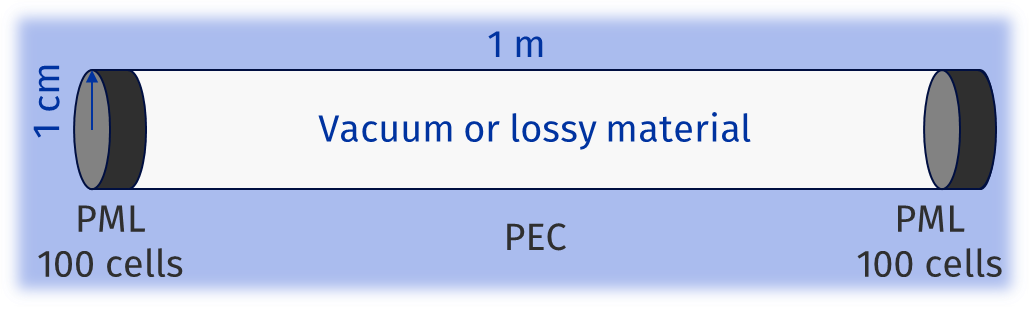 1 m
1 cm
Vacuum or lossy material
PML
100 cells
PEC
PML
100 cells